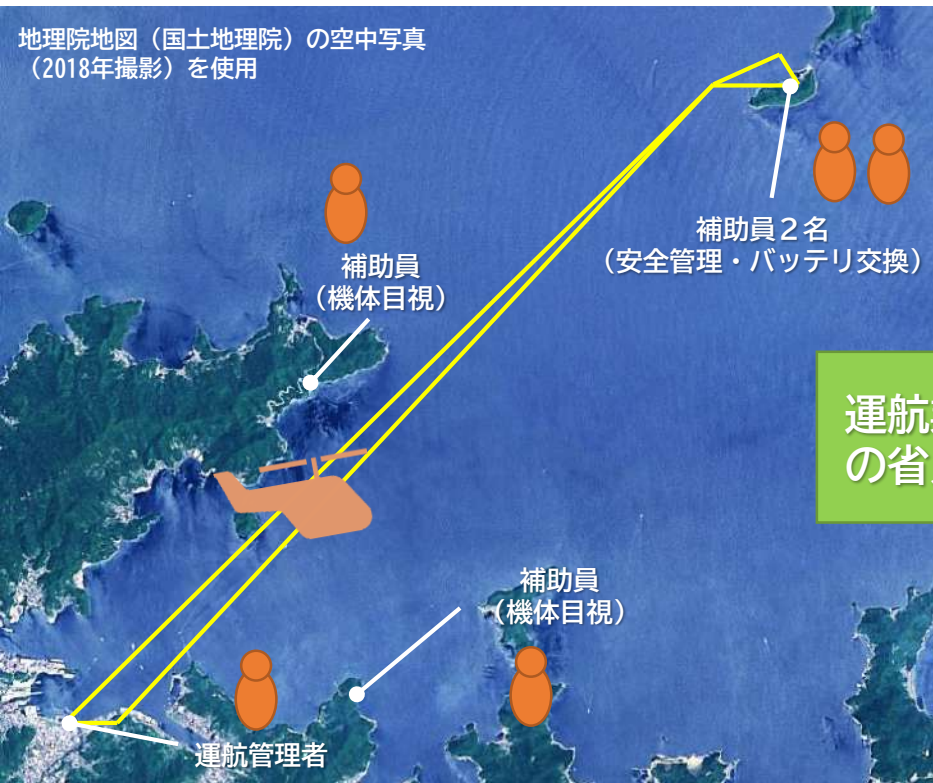 地理院地図（国土地理院）の空中写真
（2018年撮影）を使用
補助員
（機体目視）
補助員２名
（安全管理・バッテリ交換）
運航
の省
補助員
（機体目視）
運航管理者